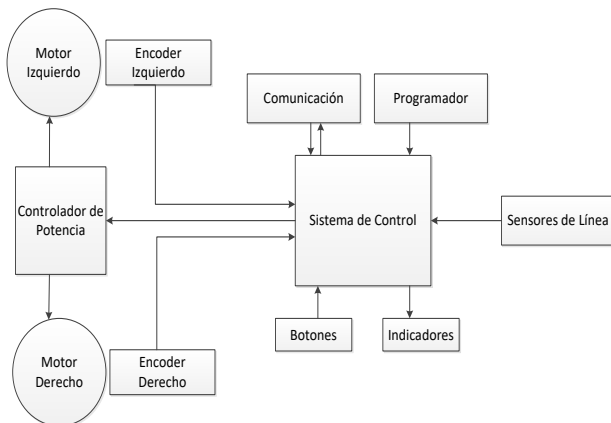 Motor
Izquierdo
Encoder
Izquierdo
Comunicación
Programador
Controlador de
Potencia
Sistema de Control
Sensores de Línea
Botones
Indicadores
Motor
Derecho
Encoder
Derecho